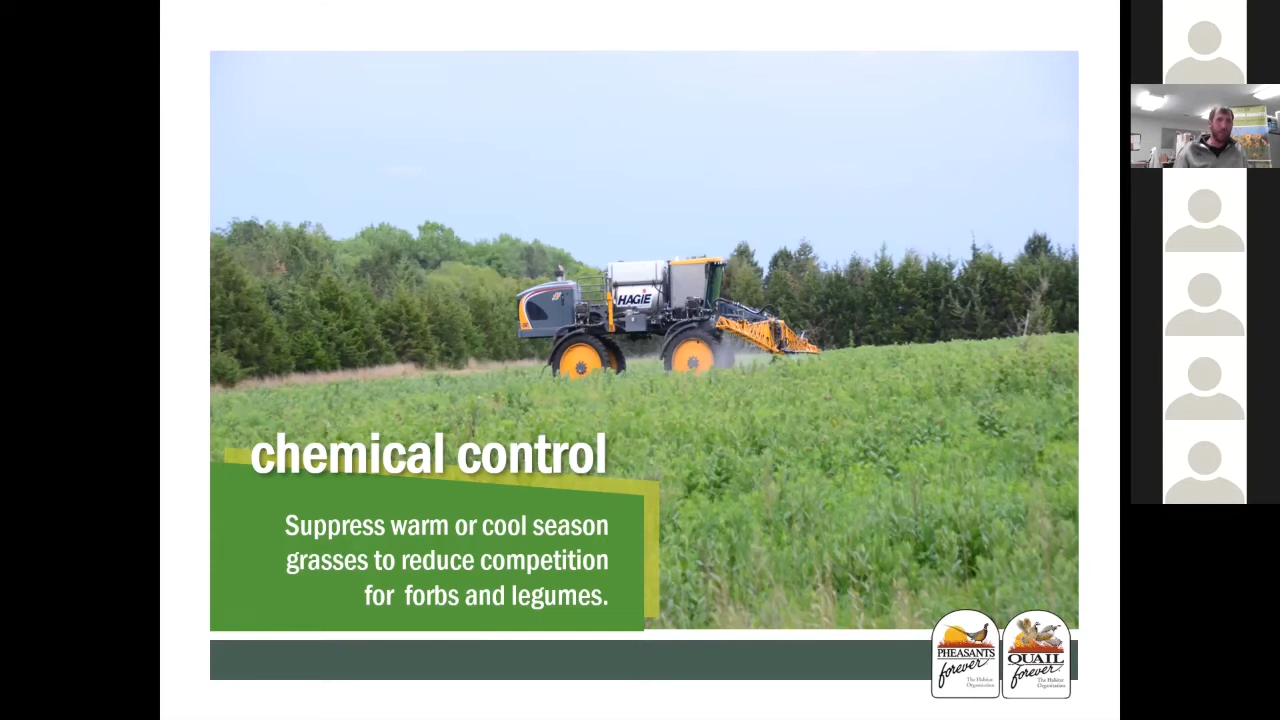 HAGIE
chemical control
Suppress warm or cool season
grasses to reduce competition
for forbs and legumes.
PHEASANTS
forever
The Habitat
Organization
QUAIL
forever
The Habitat
Organization